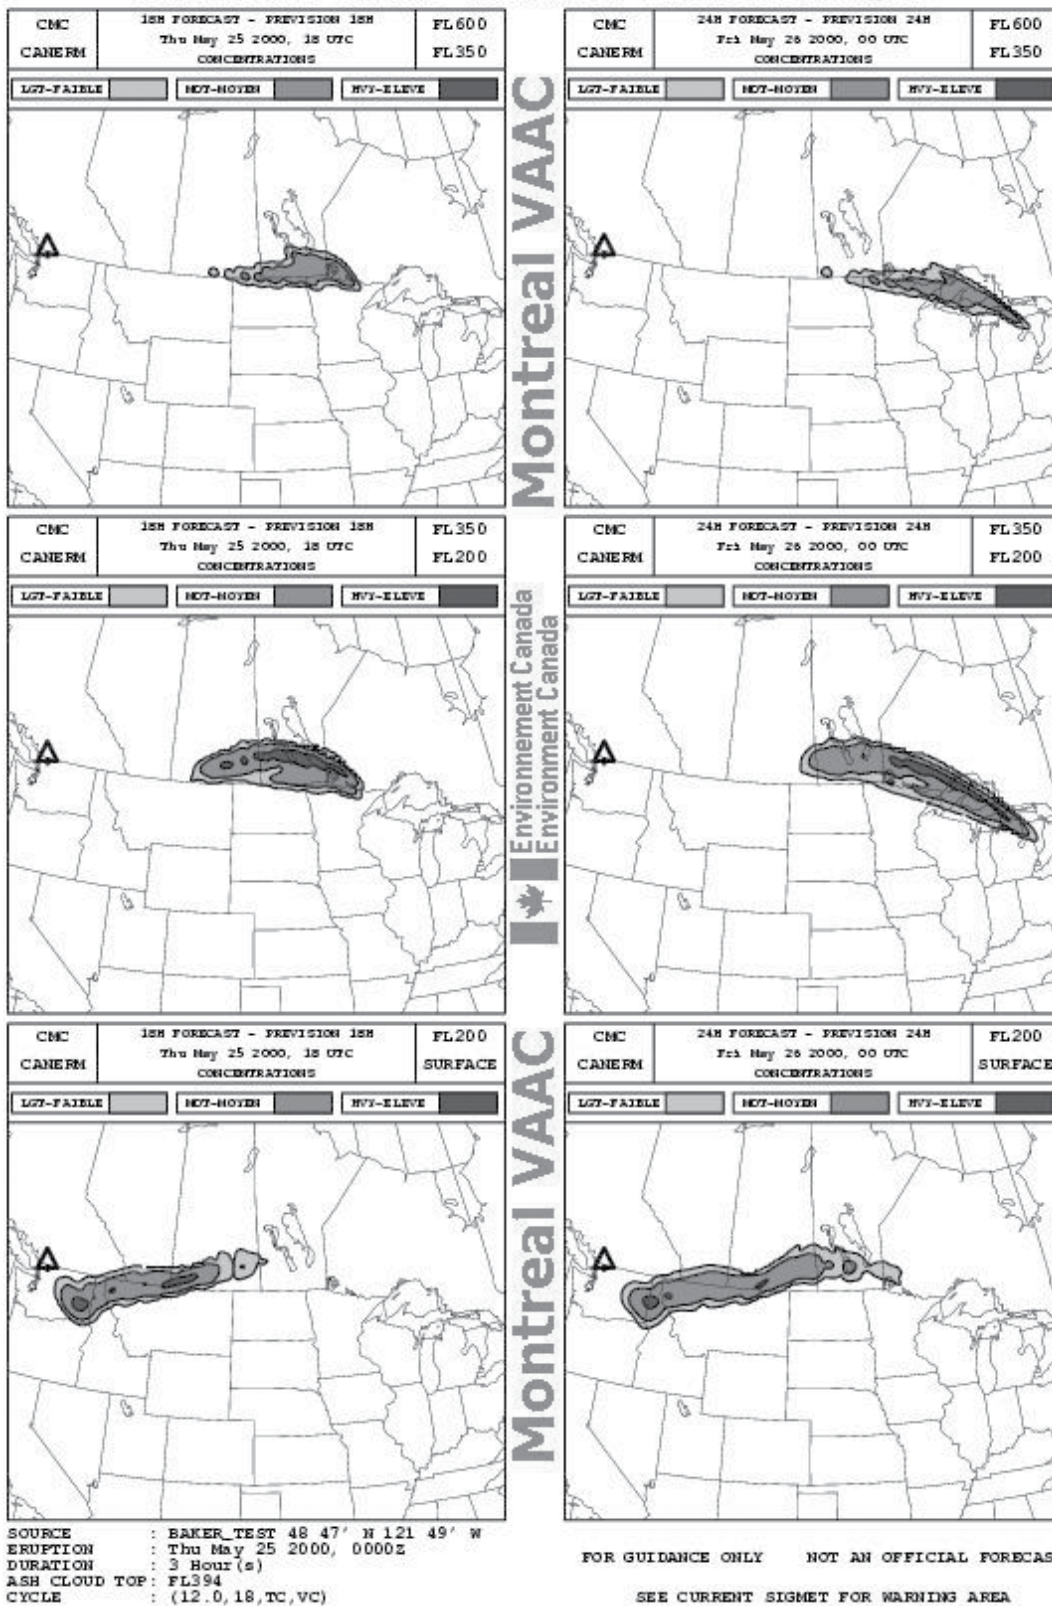 CMC
CANERM
18H FORECAST - PREVISION 18H
Thu May 25 2000, 18 UTC
CONCENTRATIONS
FL600
FL350
LGT-FAIBLE
MOT-MOYEN
HVY-ELEVE
CMC
CANERM
24H FORECAST - PREVISION 24H
Fri May 26 2000, 00 UTC
CONCENTRATIONS
FL600
FL350
LGT-FAIBLE
MOT-MOYEN
HVY-ELEVE
Montreal VAAC
CMC
CANERM
18H FORECAST - PREVISION 18H
Thu May 25 2000, 18 UTC
CONCENTRATIONS
FL350
FL200
LGT-FAIBLE
MOT-MOYEN
HVY-ELEVE
CMC
CANERM
24H FORECAST - PREVISION 24H
Fri May 26 2000, 00 UTC
CONCENTRATIONS
FL350
FL200
LGT-FAIBLE
MOT-MOYEN
HVY-ELEVE
Environnement Canada
Environment Canada
CMC
CANERM
18H FORECAST - PREVISION 18H
Thu May 25 2000, 18 UTC
CONCENTRATIONS
FL200
SURFACE
LGT-FAIBLE
MOT-MOYEN
HVY-ELEVE
CMC
CANERM
24H FORECAST - PREVISION 24H
Fri May 26 2000, 00 UTC
CONCENTRATIONS
FL200
SURFACE
LGT-FAIBLE
MOT-MOYEN
HVY-ELEVE
Montreal VAAC
SOURCE : BAKER_TEST 48 47' N 121 49' W
ERUPTION : Thu May 25 2000, 0000Z
DURATION : 3 Hour(s)
ASH CLOUD TOP: FL394
CYCLE : (12.0,18,TC,VC)
FOR GUIDANCE ONLY NOT AN OFFICIAL FORECAS
SEE CURRENT SIGMET FOR WARNING AREA